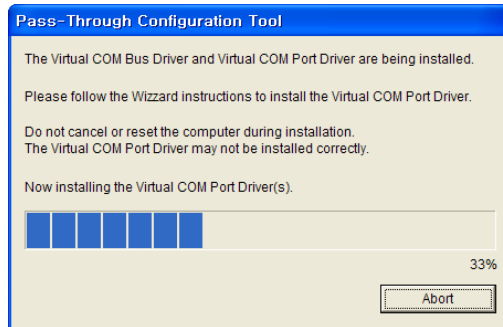 Pass-Through Configuration Tool
The Virtual COM Bus Driver and Virtual COM Port Driver are being installed.
Please follow the Wizzard instructions to install the Virtual COM Port Driver.
Do not cancel or reset the computer during installation.
The Virtual COM Port Driver may not be installed correctly.
Now installing the Virtual COM Port Driver(s).
33%
Abort